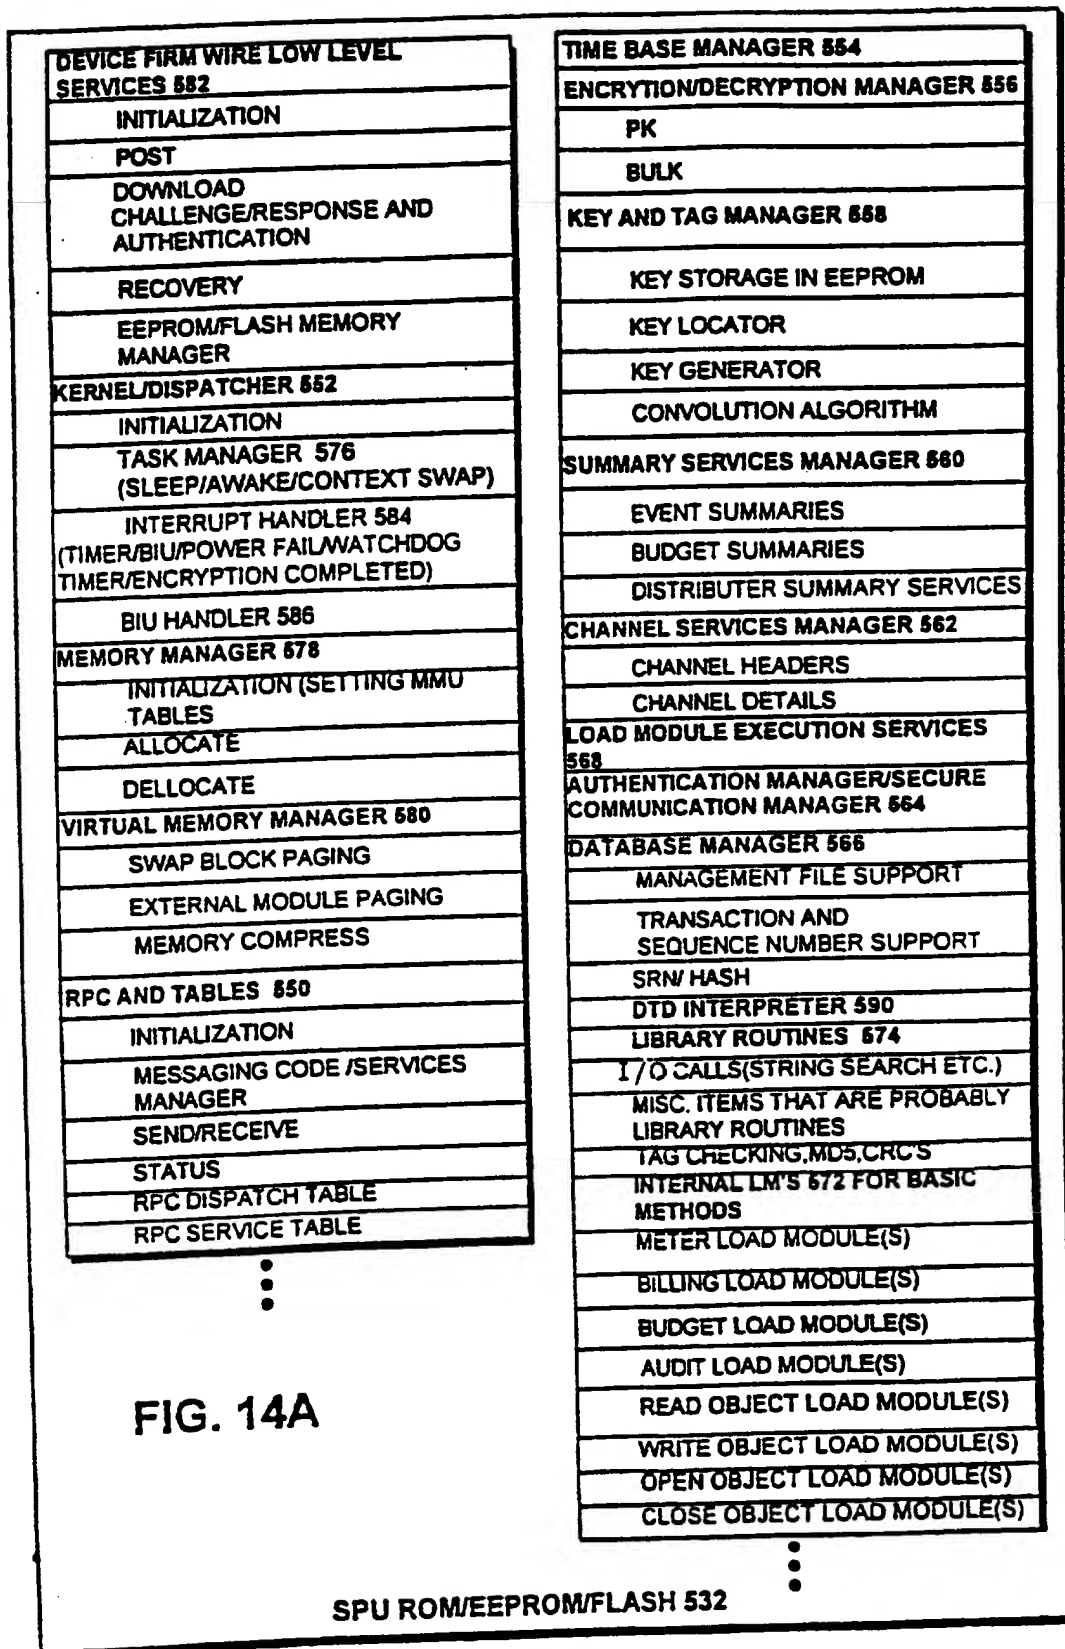 DEVICE FIRM WIRE LOW LEVEL
SERVICES 582
INITIALIZATION
POST
DOWNLOAD
CHALLENGE/RESPONSE AND
AUTHENTICATION
RECOVERY
EEPROM/FLASH MEMORY
MANAGER
KERNEL/DISPATCHER 552
INITIALIZATION
TASK MANAGER 576
(SLEEP/AWAKE/CONTEXT SWAP)
INTERRUPT HANDLER 584
(TIMER/BIU/POWER FAIL/WATCHDOG
TIMER/ENCRYPTION COMPLETED)
BIU HANDLER 586
MEMORY MANAGER 578
INITIALIZATION (SETTING MMU
TABLES
ALLOCATE
DELLOCATE
VIRTUAL MEMORY MANAGER 580
SWAP BLOCK PAGING
EXTERNAL MODULE PAGING
MEMORY COMPRESS
RPC AND TABLES 550
INITIALIZATION
MESSAGING CODE /SERVICES
MANAGER
SEND/RECEIVE
STATUS
RPC DISPATCH TABLE
RPC SERVICE TABLE
TIME BASE MANAGER 554
ENCRYTION/DECRYPTION MANAGER 556
PK
BULK
KEY AND TAG MANAGER 558
KEY STORAGE IN EEPROM
KEY LOCATOR
KEY GENERATOR
CONVOLUTION ALGORITHM
SUMMARY SERVICES MANAGER 560
EVENT SUMMARIES
BUDGET SUMMARIES
DISTRIBUTER SUMMARY SERVICES
CHANNEL SERVICES MANAGER 562
CHANNEL HEADERS
CHANNEL DETAILS
LOAD MODULE EXECUTION SERVICES
568
AUTHENTICATION MANAGER/SECURE
COMMUNICATION MANAGER 564
DATABASE MANAGER 566
MANAGEMENT FILE SUPPORT
TRANSACTION AND
SEQUENCE NUMBER SUPPORT
SRN/ HASH
DTD INTERPRETER 590
LIBRARY ROUTINES 574
I/O CALLS(STRING SEARCH ETC.)
MISC. ITEMS THAT ARE PROBABLY
LIBRARY ROUTINES
TAG CHECKING,MD5,CRC'S
INTERNAL LM'S 572 FOR BASIC
METHODS
METER LOAD MODULE(S)
BILLING LOAD MODULE(S)
BUDGET LOAD MODULE(S)
AUDIT LOAD MODULE(S)
READ OBJECT LOAD MODULE(S)
WRITE OBJECT LOAD MODULE(S)
OPEN OBJECT LOAD MODULE(S)
CLOSE OBJECT LOAD MODULE(S)
FIG. 14A
SPU ROM/EEPROM/FLASH 532